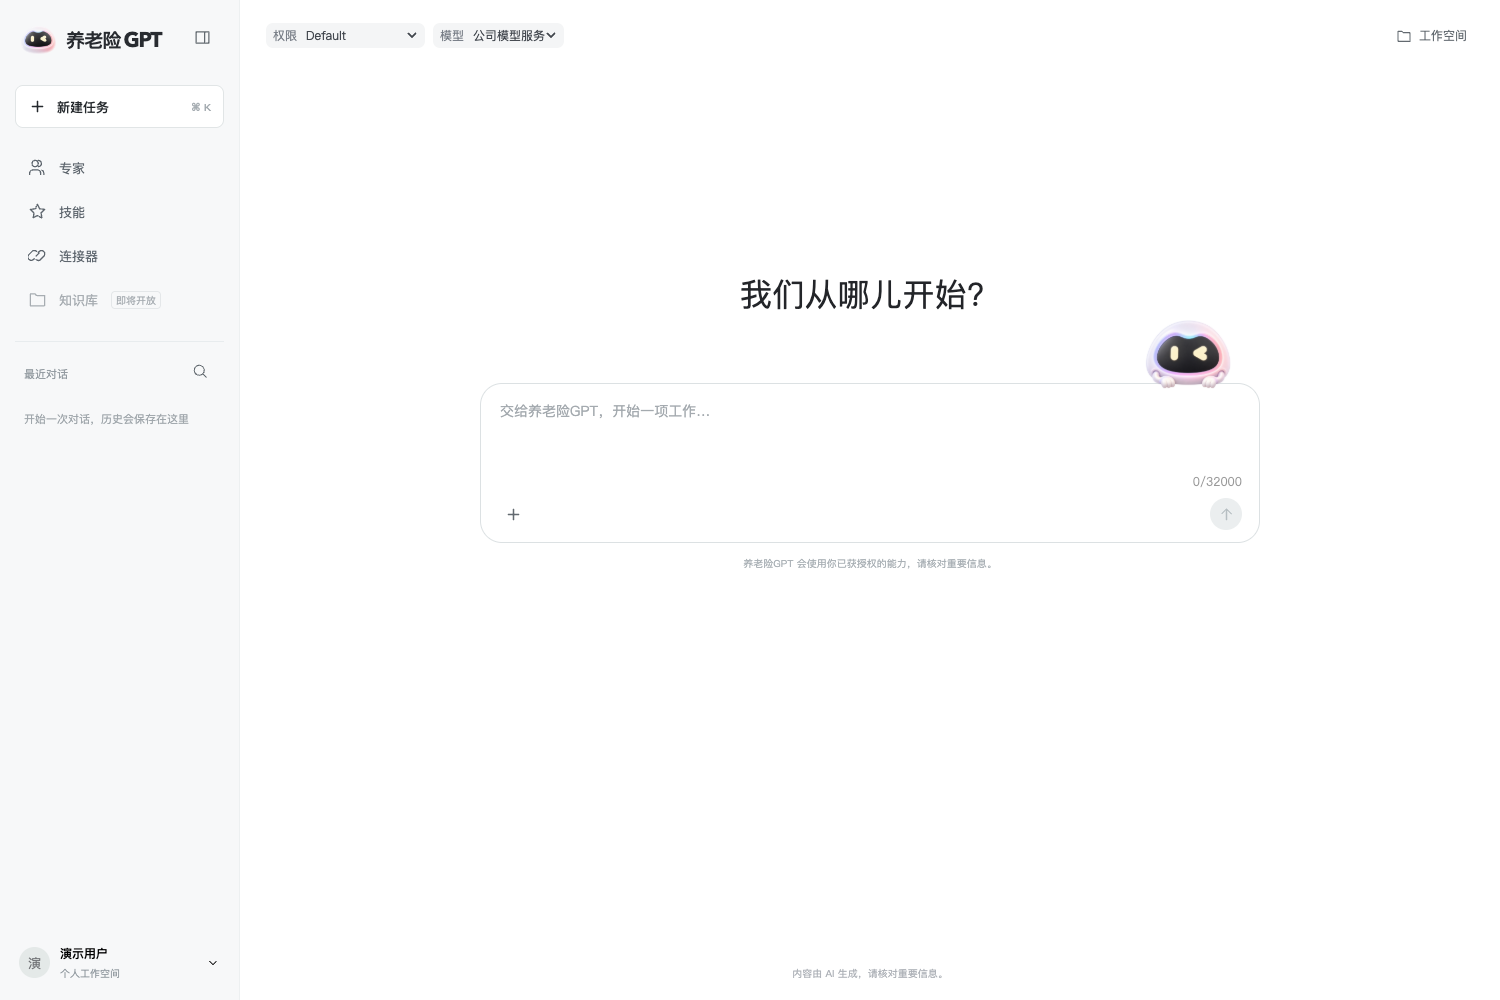 养老险GPT
新建任务 ⌘ K
专家
技能
连接器
知识库 即将开放
最近对话
开始一次对话，历史会保存在这里
演
演示用户
个人工作空间
权限 Default 模型 公司模型服务
工作空间
我们从哪儿开始？
交给养老险GPT，开始一项工作...
0/32000
养老险GPT 会使用你已获授权的能力，请核对重要信息。
内容由 AI 生成，请核对重要信息。